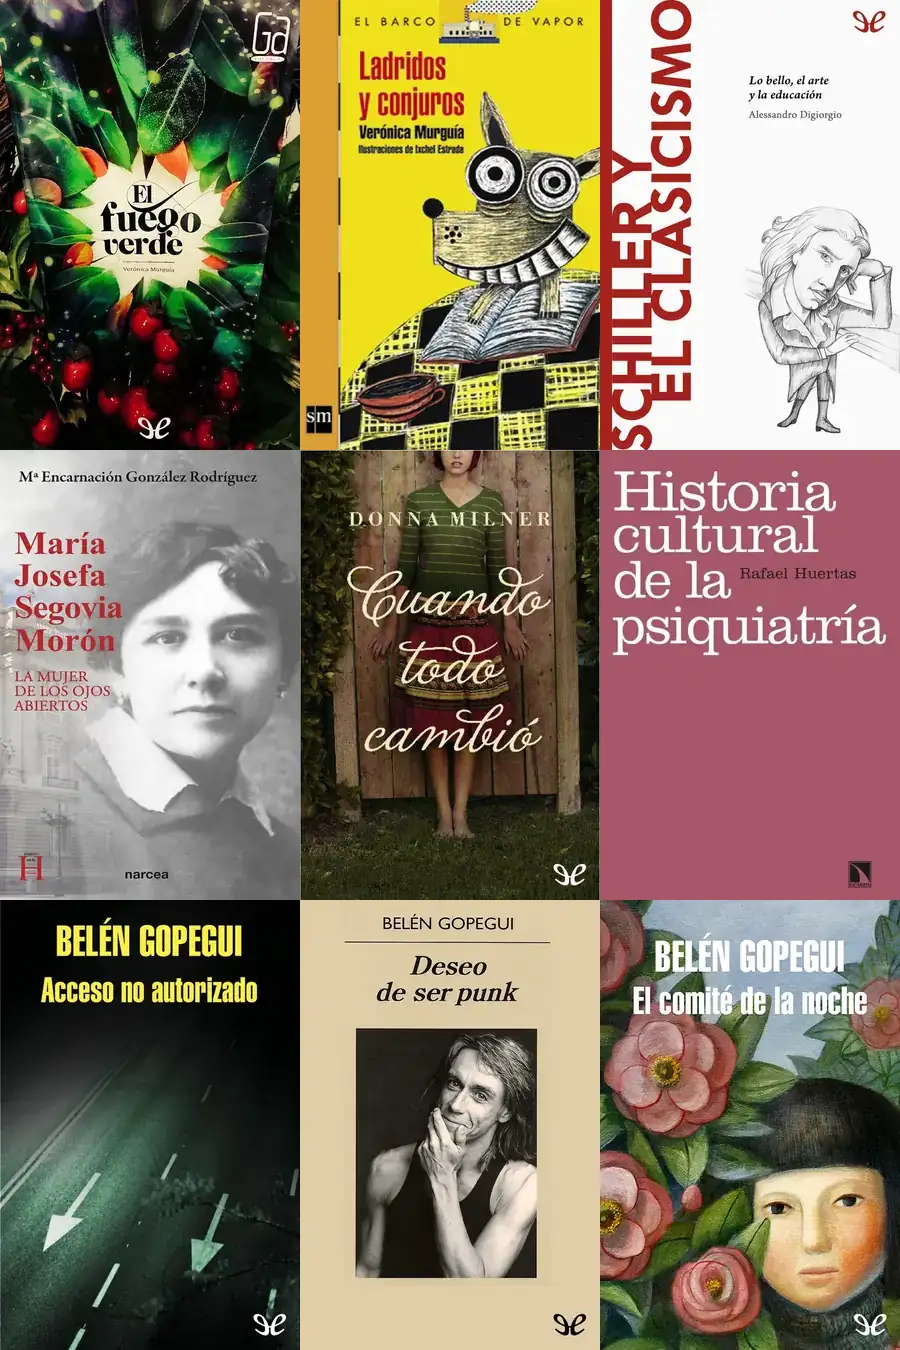 Ga
El
fuego
verde
Verónica Murguía
EL BARCO DE VAPOR
Ladridos
y conjuros
Verónica Murguía
Ilustraciones de Ixchel Estrada
sm
SCHILLER Y
EL CLASICISMO
Lo bello, el arte
y la educación
Alessandro Digiorgio
Mª Encarnación González Rodríguez
María
Josefa
Segovia
Morón
LA MUJER
DE LOS OJOS
ABIERTOS
H
narcea
DONNA MILNER
Cuando
todo
cambió
Historia
cultural
de la
Rafael Huertas
psiquiatría
BELÉN GOPEGUI
Acceso no autorizado
BELÉN GOPEGUI
Deseo
de ser punk
BELÉN GOPEGUI
El comité de la noche